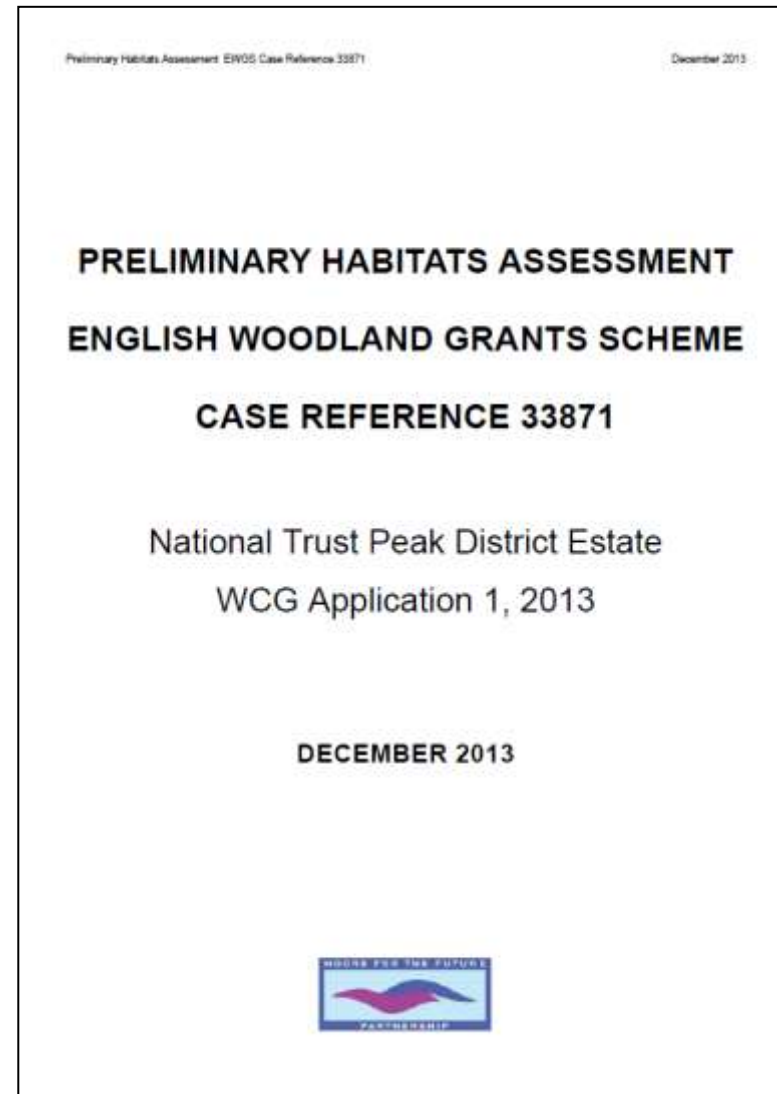 Preliminary Habitats Assessment EWGS Case Reference 33871 December 2013
PRELIMINARY HABITATS ASSESSMENT
ENGLISH WOODLAND GRANTS SCHEME
CASE REFERENCE 33871
National Trust Peak District Estate
WCG Application 1, 2013
DECEMBER 2013
MOORS FOR THE FUTURE
PARTNERSHIP